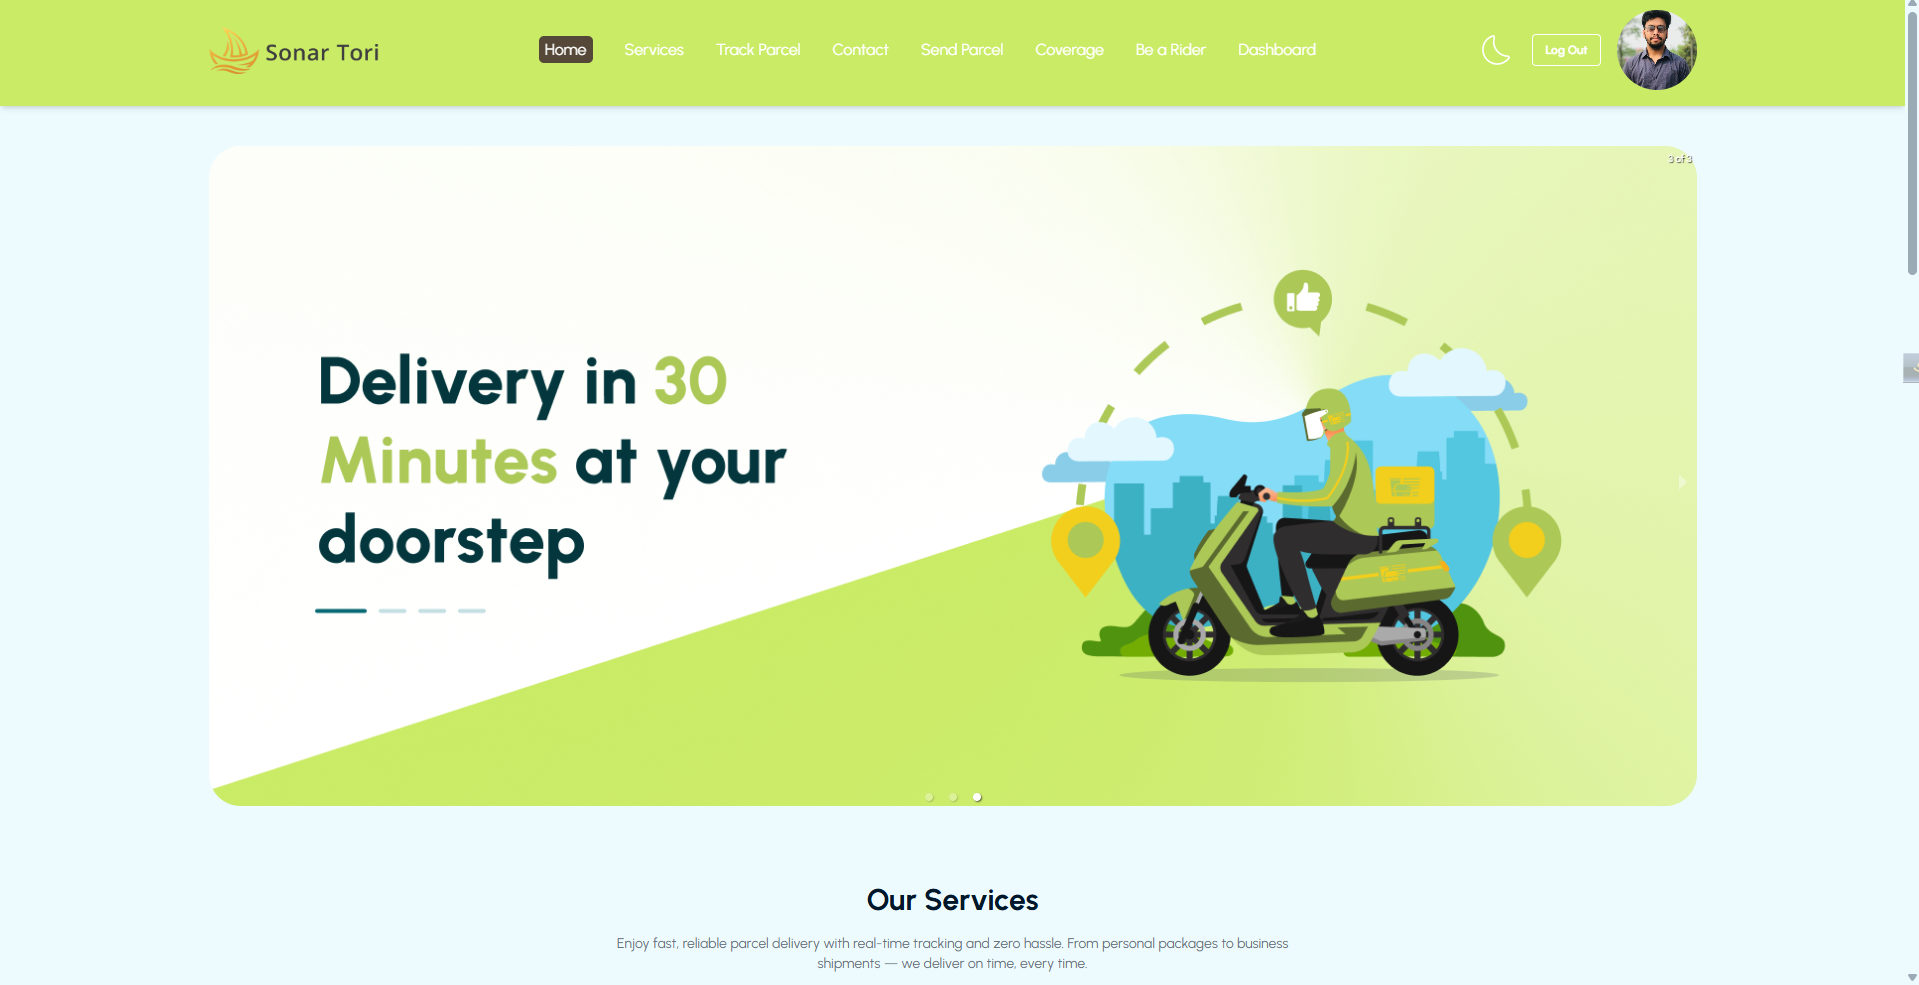 Sonar Tori
Home Services Track Parcel Contact Send Parcel Coverage Be a Rider Dashboard
Log Out
3 of 3
Delivery in 30
Minutes at your
doorstep
Our Services
Enjoy fast, reliable parcel delivery with real-time tracking and zero hassle. From personal packages to business
shipments — we deliver on time, every time.